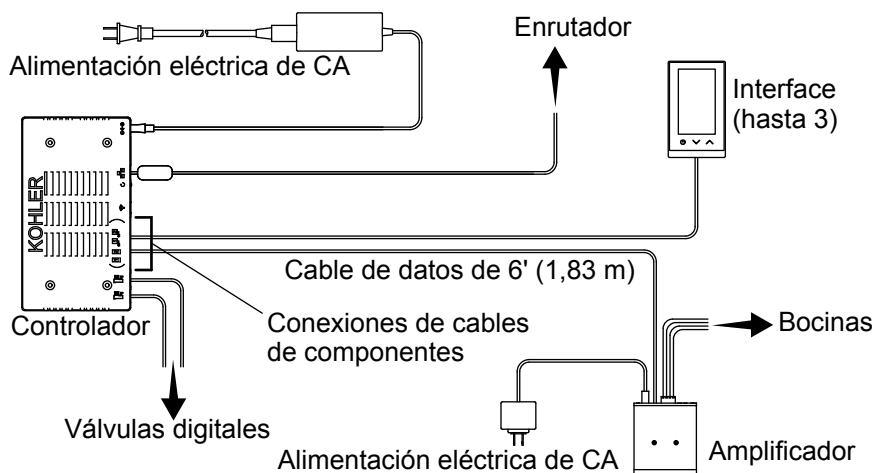 Enrutador
Alimentación eléctrica de CA
Interface
(hasta 3)
KOHLER
Cable de datos de 6' (1,83 m)
Controlador
Conexiones de cables
de componentes
Bocinas
Válvulas digitales
Alimentación eléctrica de CA
Amplificador